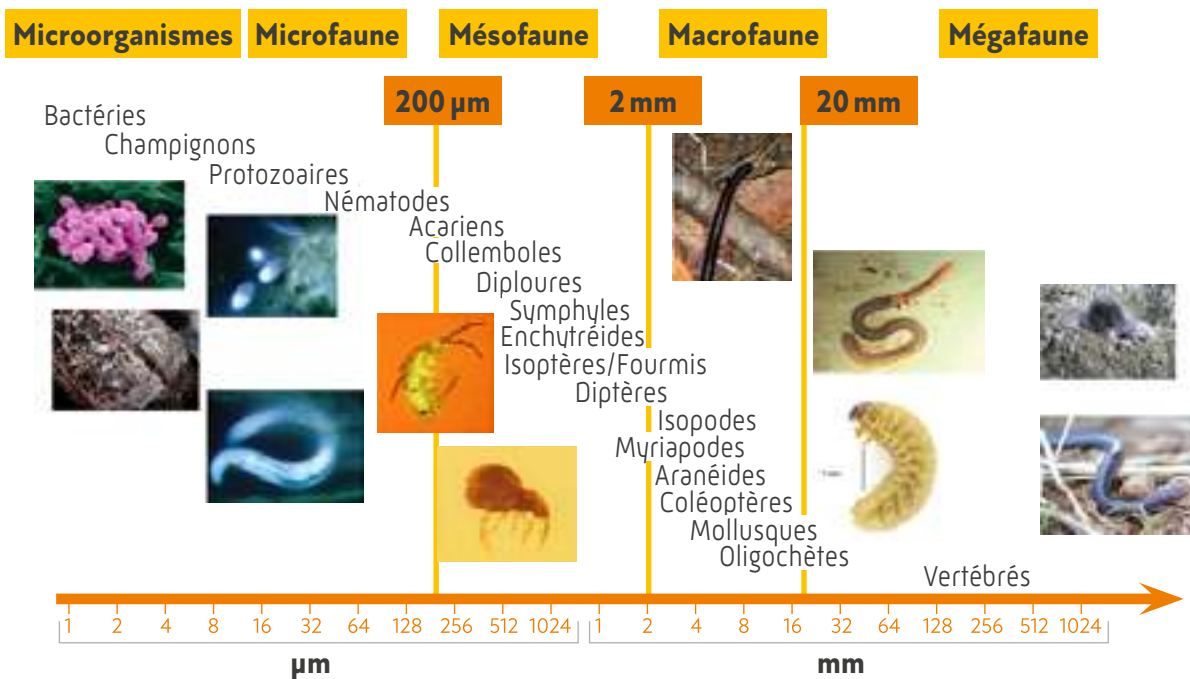 Microorganismes Microfaune Mésofaune Macrofaune Mégafaune
200 µm 2 mm 20 mm
Bactéries
Champignons
Protozoaires
Nématodes
Acariens
Collemboles
Diploures
Symphyles
Enchytréides
Isoptères/Fourmis
Diptères
Isopodes
Myriapodes
Aranéides
Coléoptères
Mollusques
Oligochètes
Vertébrés
1 2 4 8 16 32 64 128 256 512 1024 1 2 4 8 16 32 64 128 256 512 1024
µm mm